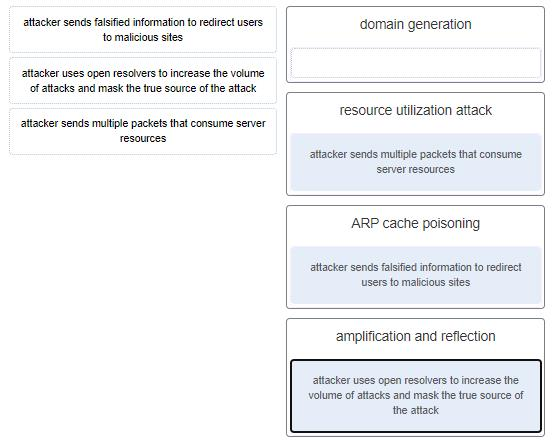 attacker sends falsified information to redirect users
to malicious sites
attacker uses open resolvers to increase the volume
of attacks and mask the true source of the attack
attacker sends multiple packets that consume server
resources
domain generation
resource utilization attack
attacker sends multiple packets that consume
server resources
ARP cache poisoning
attacker sends falsified information to redirect
users to malicious sites
amplification and reflection
attacker uses open resolvers to increase the
volume of attacks and mask the true source of
the attack